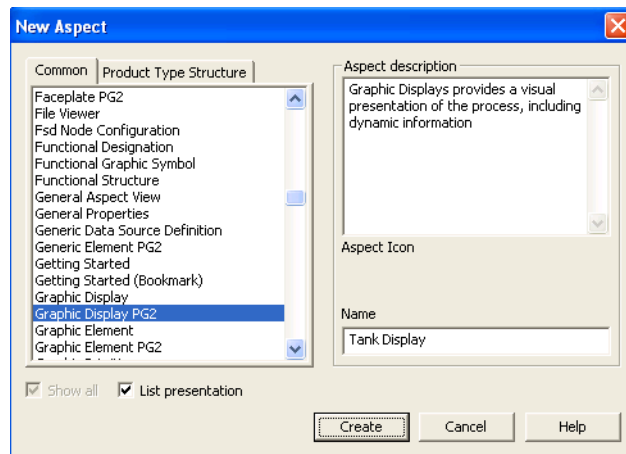 New Aspect
Common
Product Type Structure
Faceplate PG2
File Viewer
Fsd Node Configuration
Functional Designation
Functional Graphic Symbol
Functional Structure
General Aspect View
General Properties
Generic Data Source Definition
Generic Element PG2
Getting Started
Getting Started (Bookmark)
Graphic Display
Graphic Display PG2
Graphic Element
Graphic Element PG2
Show all
List presentation
Aspect description
Graphic Displays provides a visual
presentation of the process, including
dynamic information
Aspect Icon
Name
Tank Display
Create
Cancel
Help